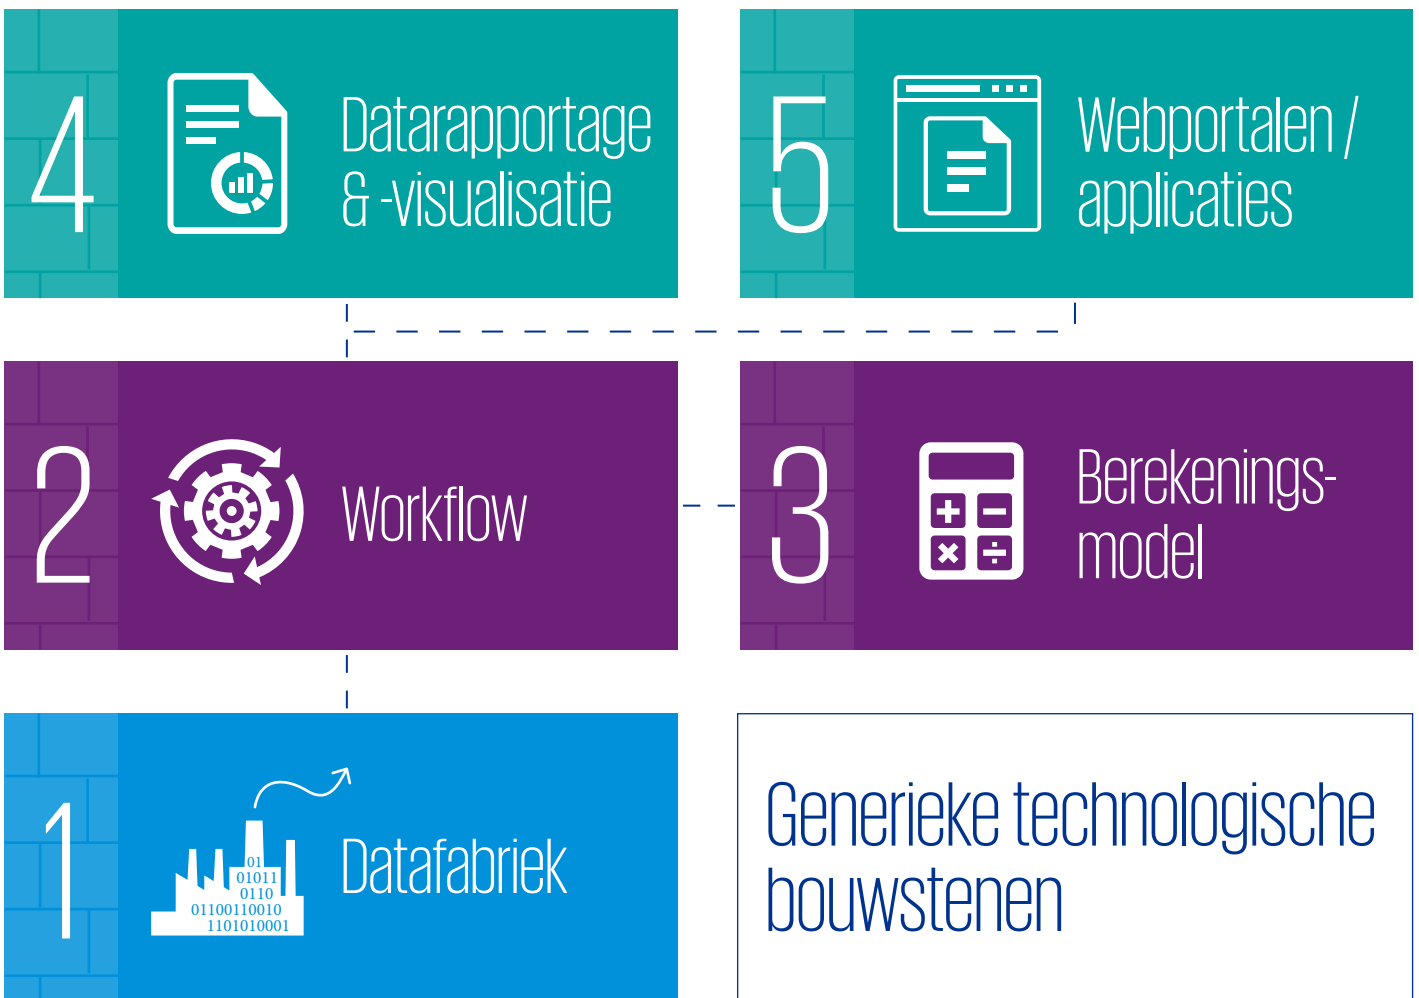 4
Datarapportage
& -visualisatie
5
Webportalen /
applicaties
2
Workflow
3
Berekenings-
model
1
01
01011
0110
01100110010
1101010001
Datafabriek
Generieke technologische
bouwstenen